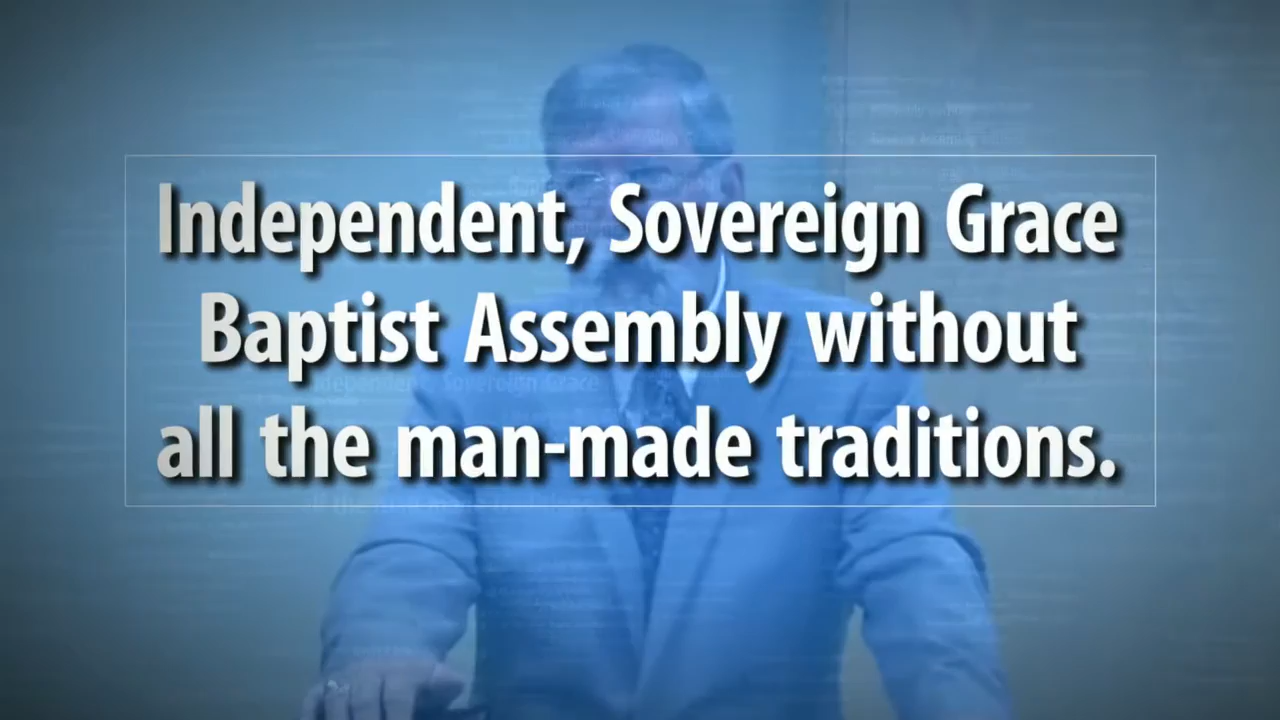 Independent, Sovereign Grace
Baptist Assembly without
all the man-made traditions.